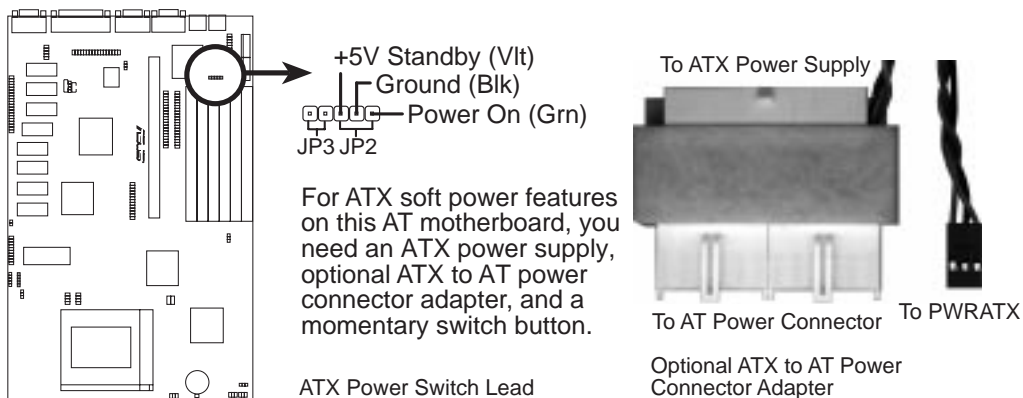 +5V Standby (Vlt)
Ground (Blk)
Power On (Grn)
JP3 JP2
For ATX soft power features
on this AT motherboard, you
need an ATX power supply,
optional ATX to AT power
connector adapter, and a
momentary switch button.
ATX Power Switch Lead
To ATX Power Supply
To AT Power Connector
To PWRATX
Optional ATX to AT Power
Connector Adapter